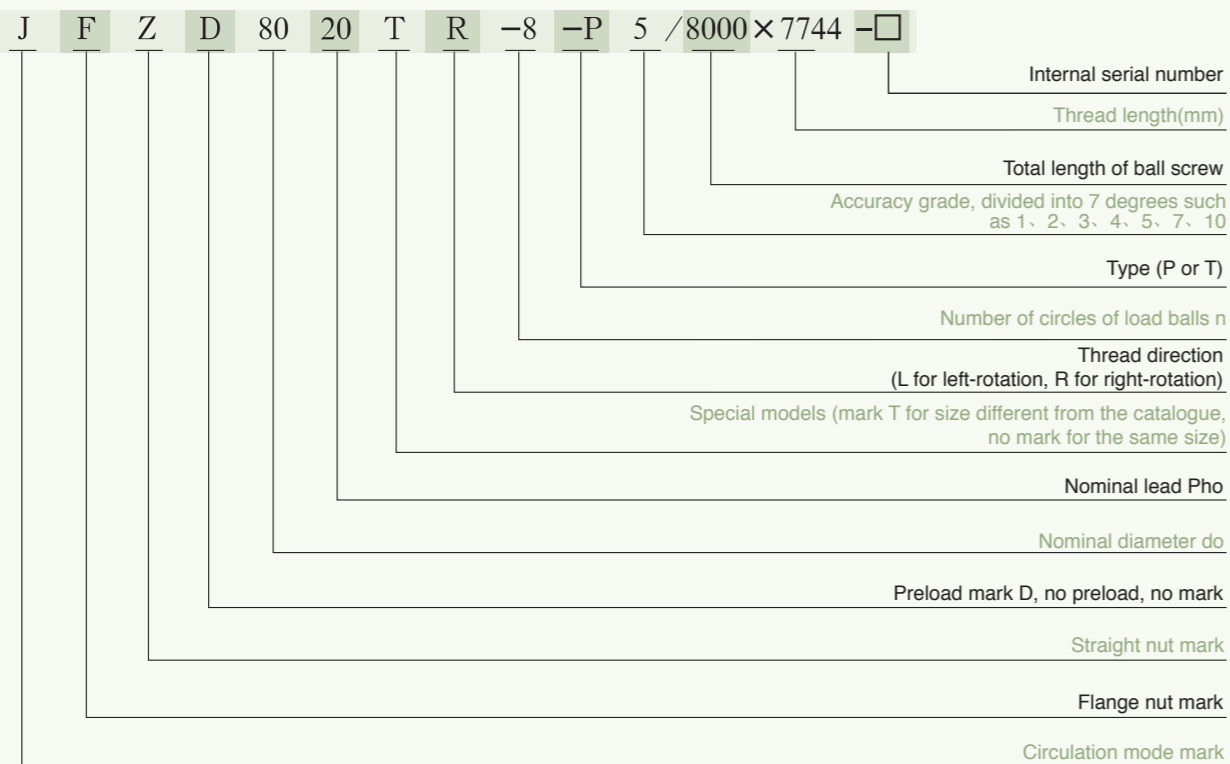 J F Z D 80 20 T R -8 -P 5 /8000×7744 -□
Internal serial number
Thread length(mm)
Total length of ball screw
Accuracy grade, divided into 7 degrees such
as 1、2、3、4、5、7、10
Type (P or T)
Number of circles of load balls n
Thread direction
(L for left-rotation, R for right-rotation)
Special models (mark T for size different from the catalogue,
no mark for the same size)
Nominal lead Pho
Nominal diameter do
Preload mark D, no preload, no mark
Straight nut mark
Flange nut mark
Circulation mode mark